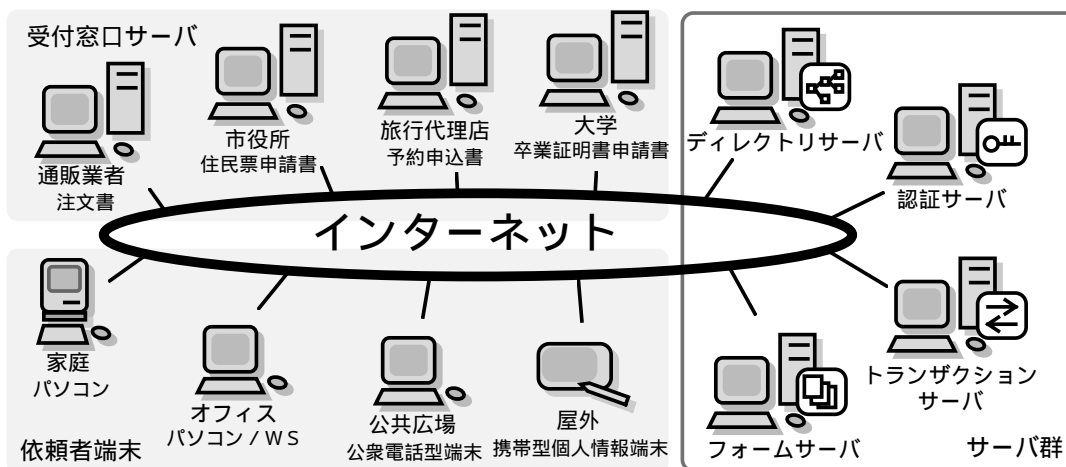 受付窓口サーバ
通販業者
注文書
市役所
住民票申請書
旅行代理店
予約申込書
大学
卒業証明書申請書
ディレクトリサーバ
認証サーバ
インターネット
家庭
パソコン
オフィス
パソコン/WS
公共広場
公衆電話型端末
屋外
携帯型個人情報端末
依頼者端末
フォームサーバ
トランザクション
サーバ
サーバ群